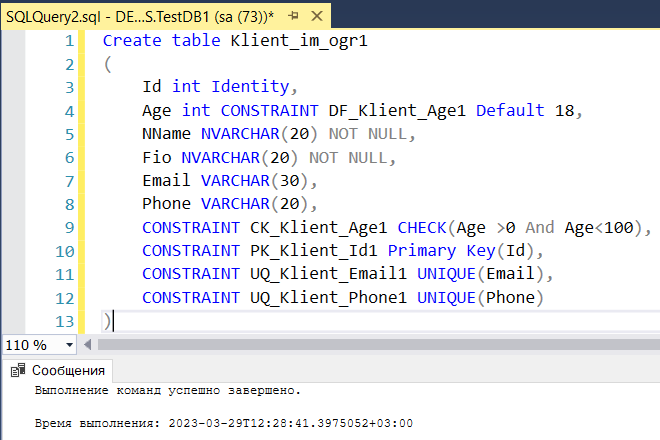 SQLQuery2.sql - DE...S.TestDB1 (sa (73))*
1 Create table Klient_im_ogr1
2 (
3 Id int Identity,
4 Age int CONSTRAINT DF_Klient_Age1 Default 18,
5 NName NVARCHAR(20) NOT NULL,
6 Fio NVARCHAR(20) NOT NULL,
7 Email VARCHAR(30),
8 Phone VARCHAR(20),
9 CONSTRAINT CK_Klient_Age1 CHECK(Age >0 And Age<100),
10 CONSTRAINT PK_Klient_Id1 Primary Key(Id),
11 CONSTRAINT UQ_Klient_Email1 UNIQUE(Email),
12 CONSTRAINT UQ_Klient_Phone1 UNIQUE(Phone)
13 )
110 %
Сообщения
Выполнение команд успешно завершено.
Время выполнения: 2023-03-29T12:28:41.3975052+03:00